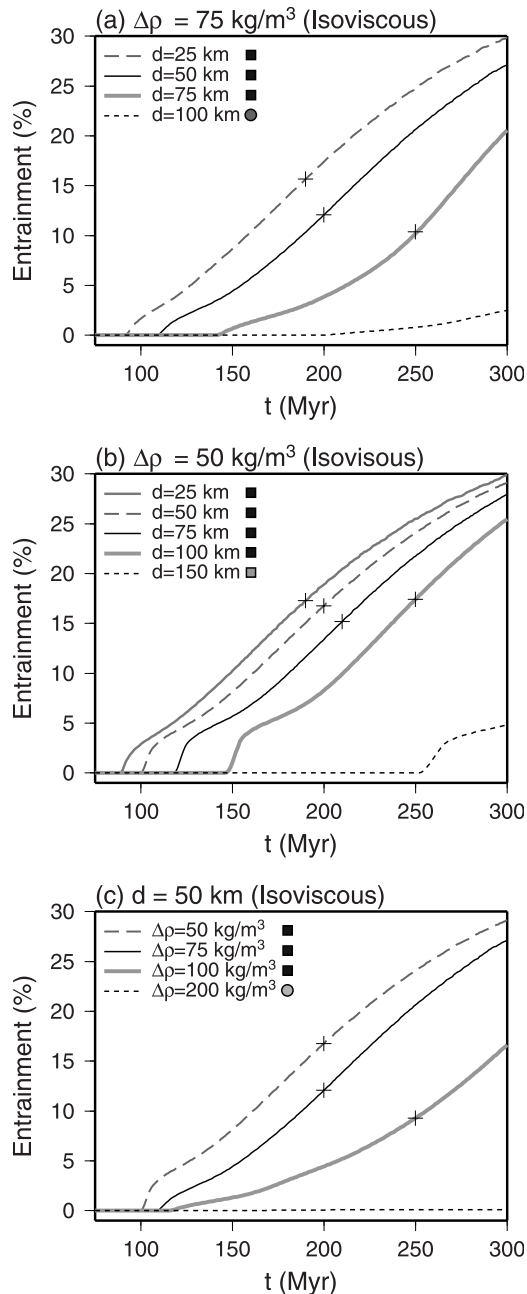 (a) Δρ = 75 kg/m³ (Isoviscous)
30
25
20
15
10
5
0
Entrainment (%)
d=25 km
d=50 km
d=75 km
d=100 km
100
150
200
250
300
t (Myr)
(b) Δρ = 50 kg/m³ (Isovisous)
30
25
20
15
10
5
0
Entrainment (%)
d=25 km
d=50 km
d=75 km
d=100 km
d=150 km
100
150
200
250
300
t (Myr)
(c) d = 50 km (Isoviscous)
30
25
20
15
10
5
0
Entrainment (%)
Δρ=50 kg/m³
Δρ=75 kg/m³
Δρ=100 kg/m³
Δρ=200 kg/m³
100
150
200
250
300
t (Myr)